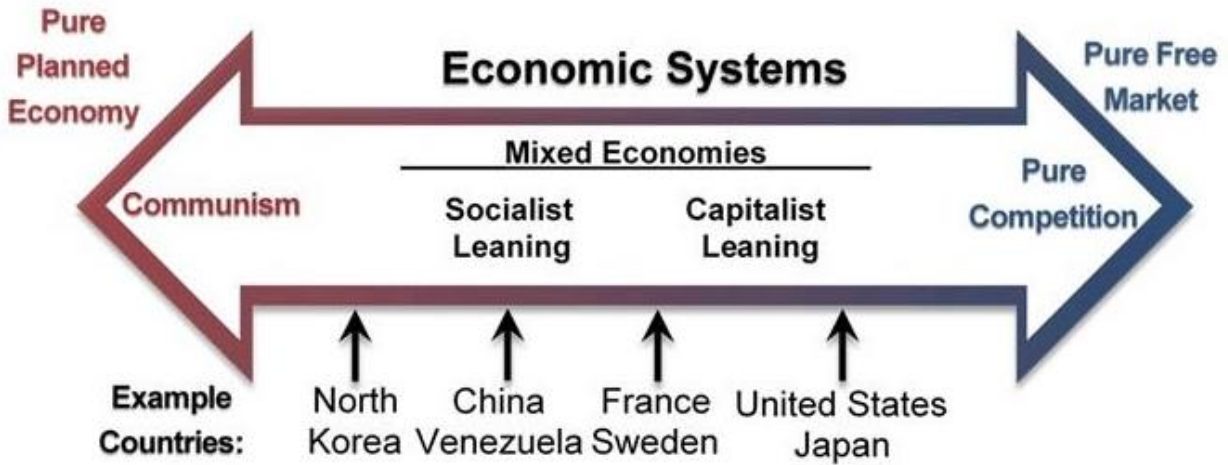 Pure
Planned
Economy
Economic Systems
Pure Free
Market
Mixed Economies
Communism
Socialist
Leaning
Capitalist
Leaning
Pure
Competition
Example
Countries:
North
Korea
China
Venezuela
France
Sweden
United States
Japan